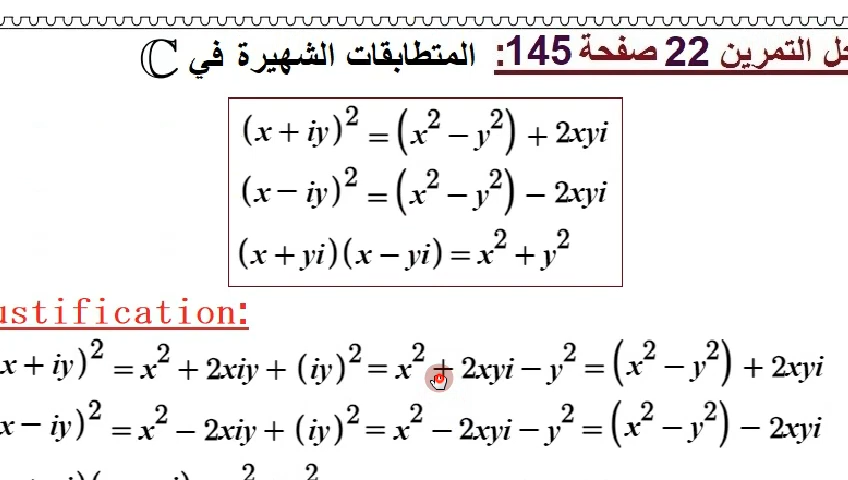 حل التمرين 22 صفحة 145: المتطابقات الشهيرة في ℂ
(x + iy)² = (x² − y²) + 2xyi
(x − iy)² = (x² − y²) − 2xyi
(x + yi)(x − yi) = x² + y²
ustification:
x + iy)² = x² + 2xiy + (iy)² = x² + 2xyi − y² = (x² − y²) + 2xyi
x − iy)² = x² − 2xiy + (iy)² = x² − 2xyi − y² = (x² − y²) − 2xyi